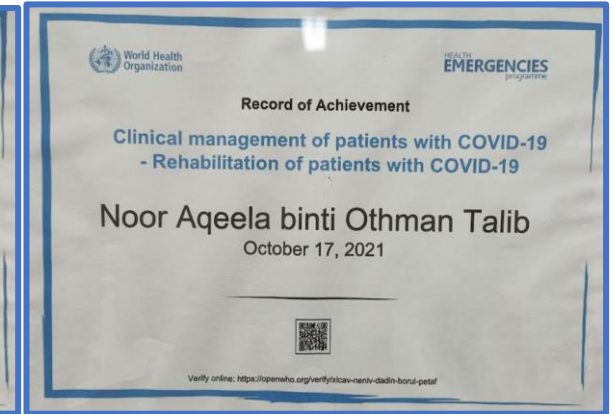 World Health
Organization
HEALTH
EMERGENCIES
programme
Record of Achievement
Clinical management of patients with COVID-19
- Rehabilitation of patients with COVID-19
Noor Aqeela binti Othman Talib
October 17, 2021
Verify online: https://openwho.org/verify/xicav-neniv-dadin-borul-petaf